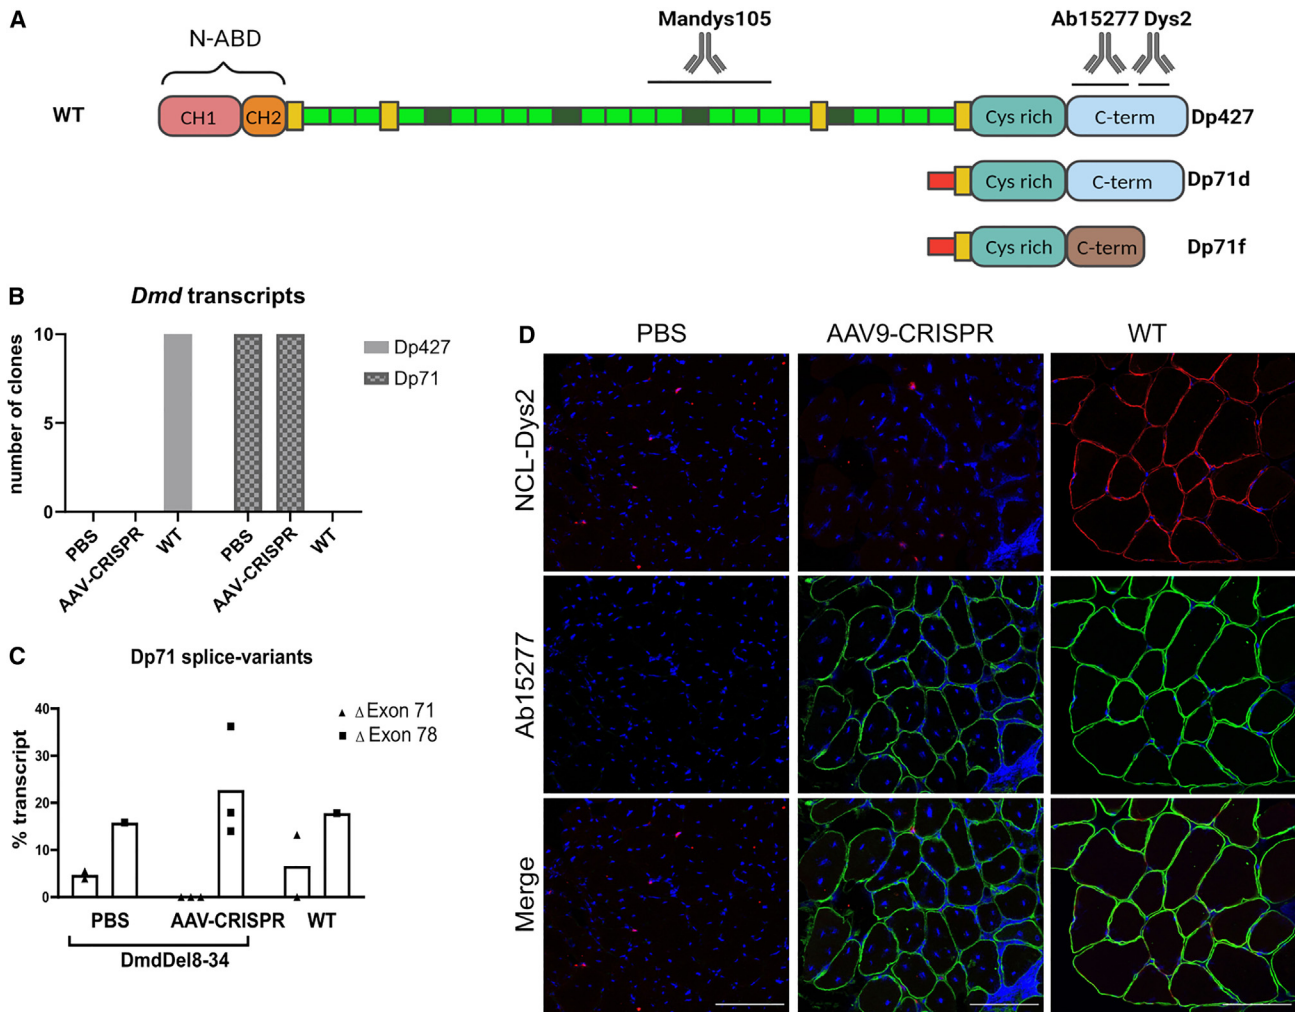 A
Mandys105
Ab15277 Dys2
N-ABD
WT
CH1
CH2
Cys rich
C-term
Dp427
Cys rich
C-term
Dp71d
Cys rich
C-term
Dp71f
B
Dmd transcripts
number of clones
10
5
0
PBS
AAV-CRISPR
WT
PBS
AAV-CRISPR
WT
Dp427
Dp71
C
Dp71 splice-variants
% transcript
40
30
20
10
0
Δ Exon 71
Δ Exon 78
PBS
AAV-CRISPR
WT
DmdDel8-34
D
PBS
AAV9-CRISPR
WT
NCL-Dys2
Ab15277
Merge